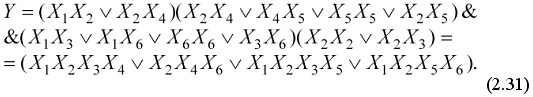 Y = (X₁X₂ ∨ X₂X₄)(X₂X₄ ∨ X₄X₅ ∨ X₅X₅ ∨ X₂X₅) &
&(X₁X₃ ∨ X₁X₆ ∨ X₆X₆ ∨ X₃X₆)(X₂X₂ ∨ X₂X₃) =
= (X₁X₂X₃X₄ ∨ X₂X₄X₆ ∨ X₁X₂X₃X₅ ∨ X₁X₂X₅X₆).
(2.31)